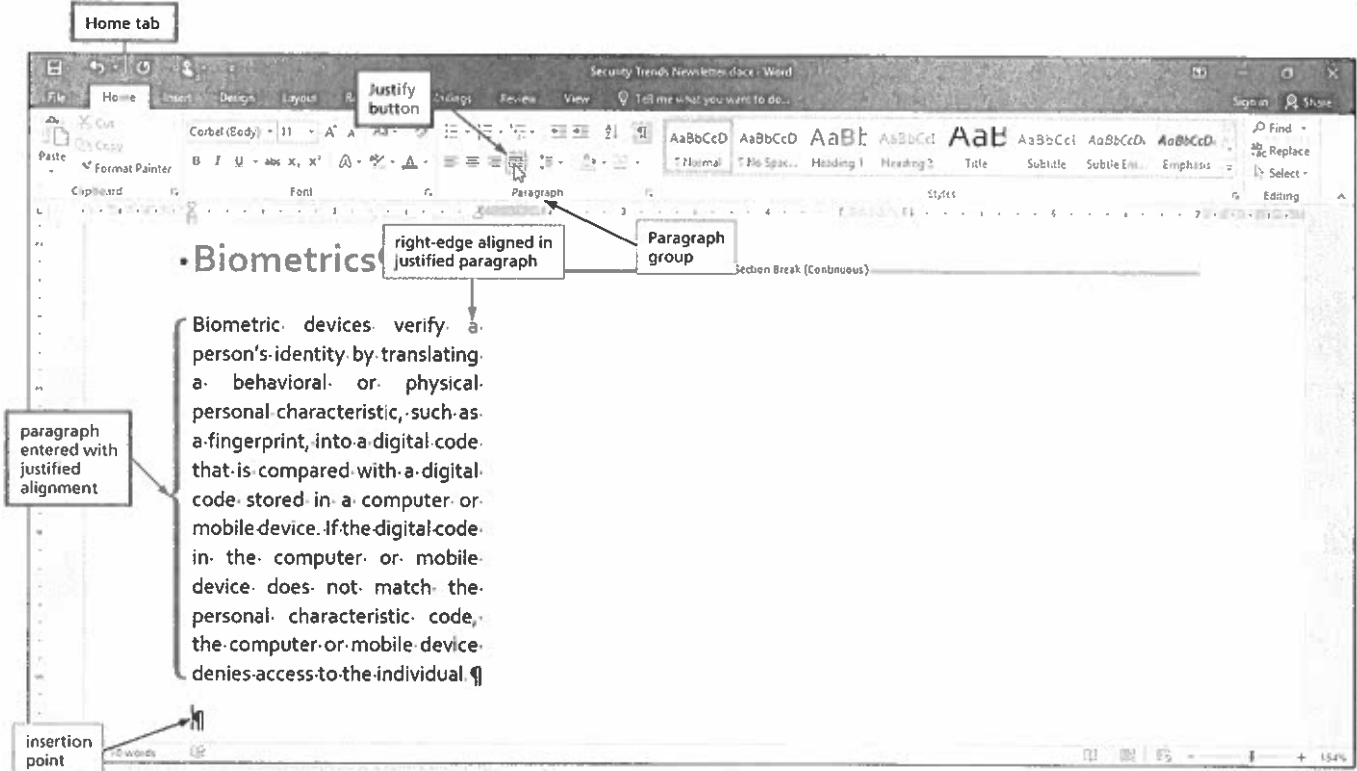 Home tab
Security Trends Newsletter.docx - Word
File Home Insert Design Layout Review View Tell me what you want to do... Sign in Share
Justify
button
Cut
Copy
Paste
Format Painter
Clipboard
Corbel (Body) 11
B I U abc X₂ X²
Font
Paragraph
AaBbCcD AaBbCcD AaBb AaBbCcI AaB AaBbCcI AaBbCcDi AaBbCcDi
¶ Normal ¶ No Spac... Heading 1 Heading 2 Title Subtitle Subtle Em... Emphasis
Styles
Find
Replace
Select
Editing
right-edge aligned in
justified paragraph
Paragraph
group
Biometrics¶
Section Break (Continuous)
Biometric devices verify a
person's identity by translating
a behavioral or physical
personal characteristic, such as
a fingerprint, into a digital code
that is compared with a digital
code stored in a computer or
mobile device. If the digital code
in the computer or mobile
device does not match the
personal characteristic code,
the computer or mobile device
denies access to the individual.¶
¶
paragraph
entered with
justified
alignment
insertion
point
words
154%